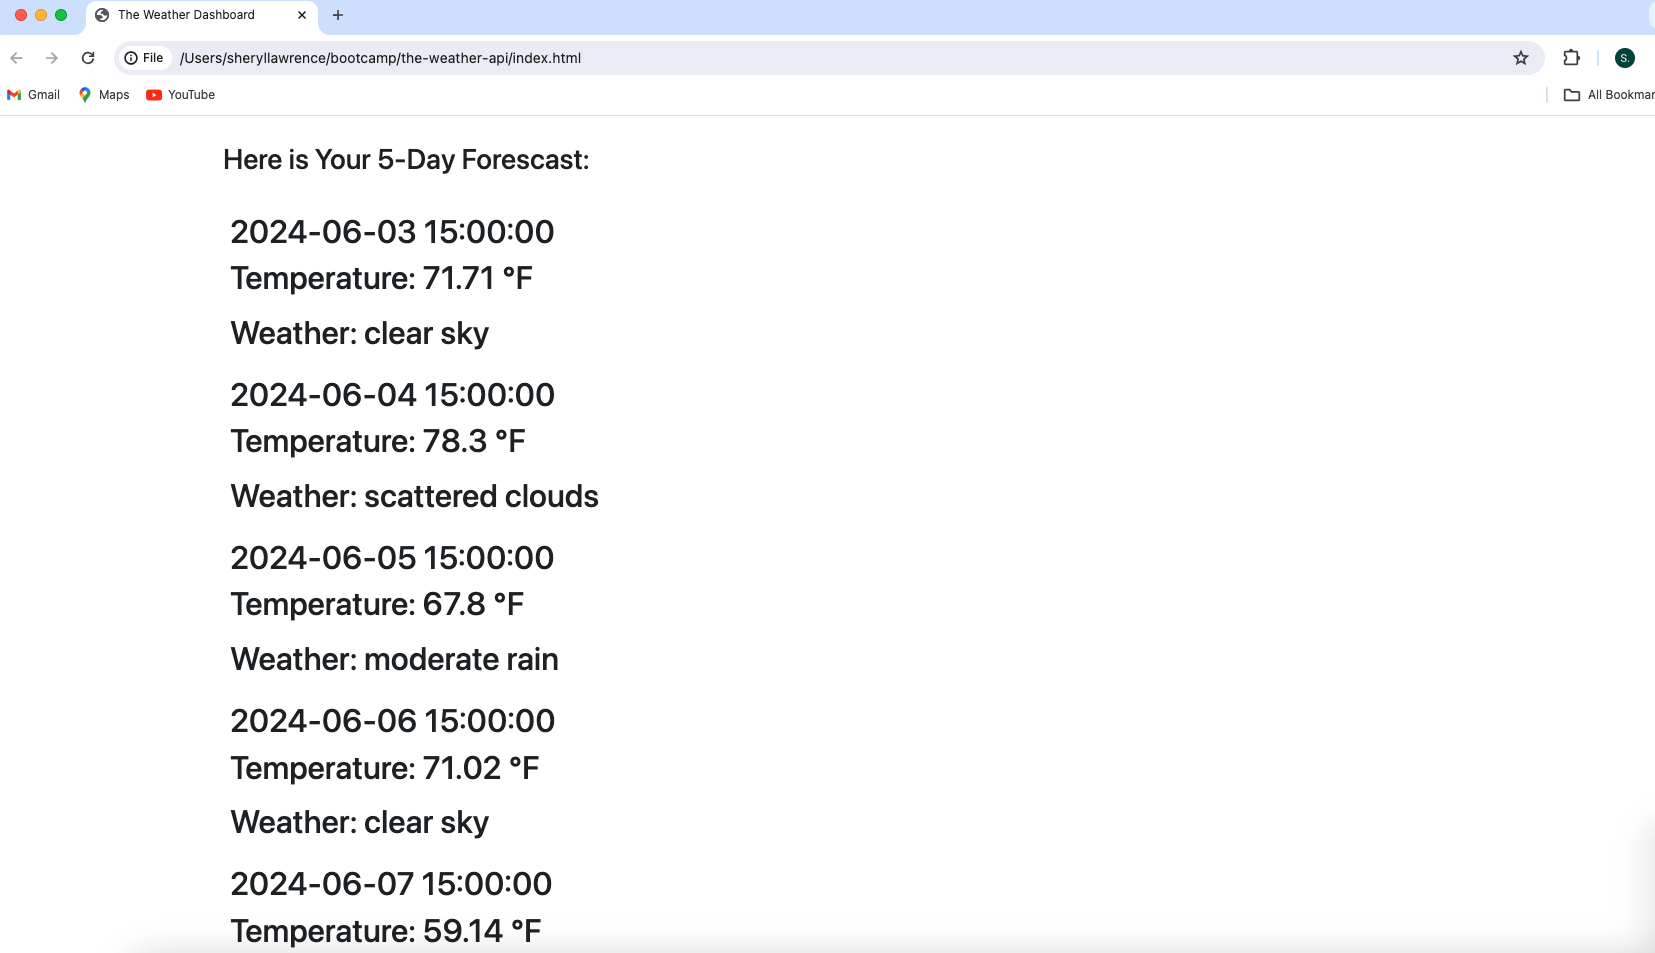 The Weather Dashboard
File /Users/sheryllawrence/bootcamp/the-weather-api/index.html S.
Gmail Maps YouTube All Bookmar
Here is Your 5-Day Forescast:
2024-06-03 15:00:00
Temperature: 71.71 °F
Weather: clear sky
2024-06-04 15:00:00
Temperature: 78.3 °F
Weather: scattered clouds
2024-06-05 15:00:00
Temperature: 67.8 °F
Weather: moderate rain
2024-06-06 15:00:00
Temperature: 71.02 °F
Weather: clear sky
2024-06-07 15:00:00
Temperature: 59.14 °F